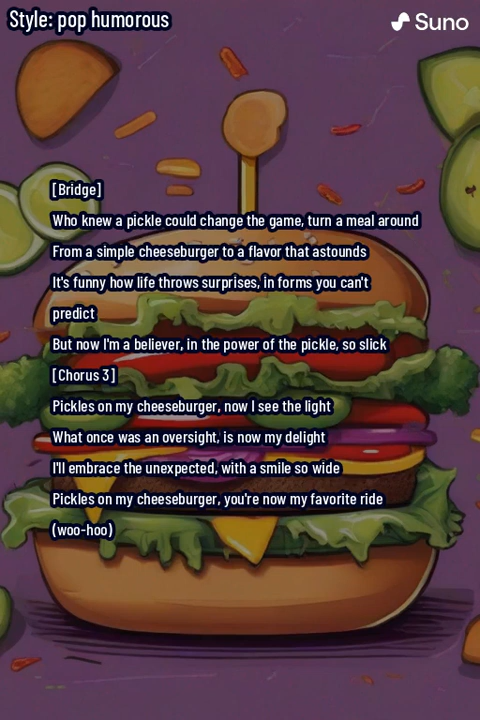 Style: pop humorous
Suno
[Bridge]
Who knew a pickle could change the game, turn a meal around
From a simple cheeseburger to a flavor that astounds
It's funny how life throws surprises, in forms you can't
predict
But now I'm a believer, in the power of the pickle, so slick
[Chorus 3]
Pickles on my cheeseburger, now I see the light
What once was an oversight, is now my delight
I'll embrace the unexpected, with a smile so wide
Pickles on my cheeseburger, you're now my favorite ride
(woo-hoo)